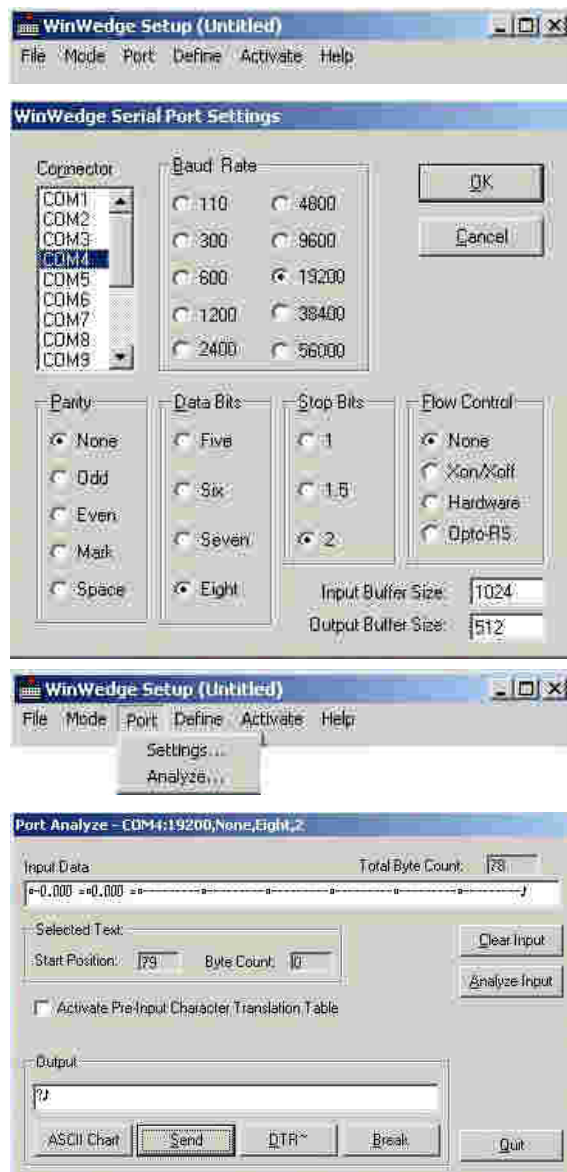 WinWedge Setup (Untitled)
File Mode Port Define Activate Help
WinWedge Serial Port Settings
Connector
COM1
COM2
COM3
COM4
COM5
COM6
COM7
COM8
COM9
Baud Rate
110 4800
300 9600
600 19200
1200 38400
2400 56000
OK
Cancel
Parity
None
Odd
Even
Mark
Space
Data Bits
Five
Six
Seven
Eight
Stop Bits
1
1.5
2
Flow Control
None
Xon/Xoff
Hardware
Opto-RS
Input Buffer Size: 1024
Output Buffer Size: 512
WinWedge Setup (Untitled)
File Mode Port Define Activate Help
Settings...
Analyze...
Port Analyze - COM4:19200,None,Eight,2
Input Data Total Byte Count: 78
¤-0.000 =¤0.000 =¤---------¤---------¤---------¤---------¤---------¤---------♪
Selected Text:
Start Position: 79 Byte Count: 0
Clear Input
Analyze Input
Activate Pre-Input Character Translation Table
Output
?♪
ASCII Chart Send DTR~ Break Quit